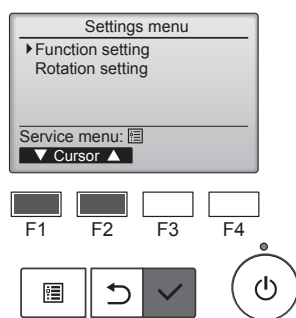 Settings menu
Function setting
Rotation setting
Service menu:
▼ Cursor ▲
F1 F2 F3 F4